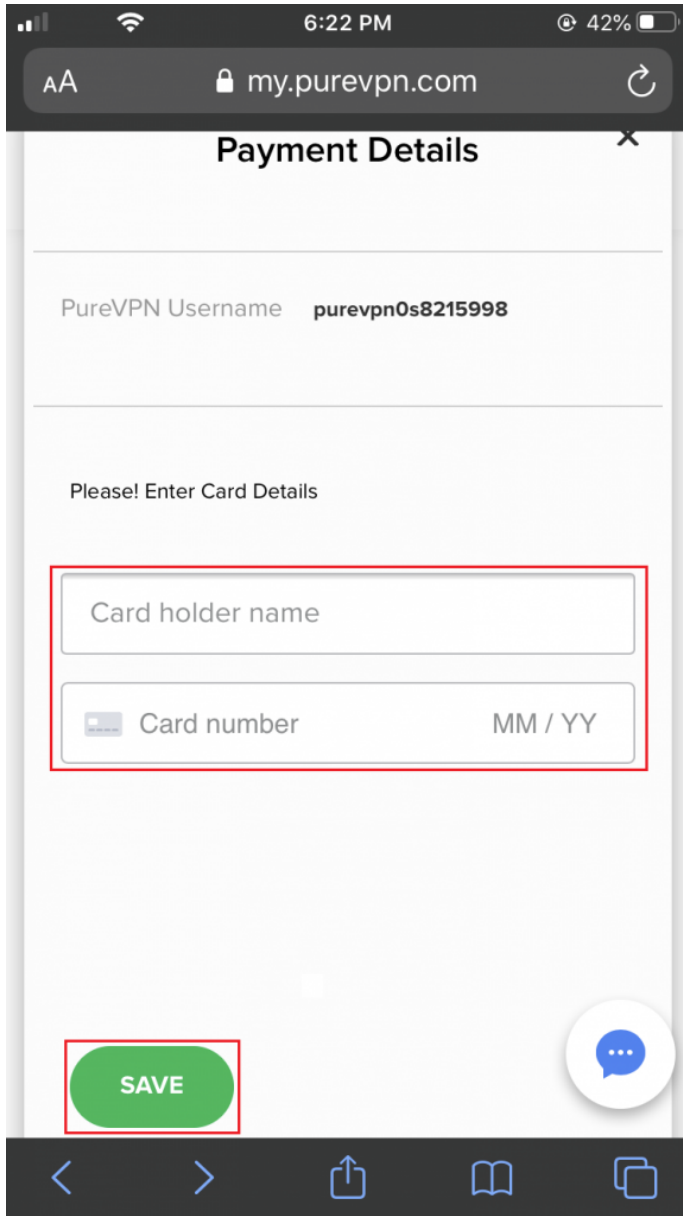 6:22 PM 42%
AA my.purevpn.com
Payment Details
PureVPN Username purevpn0s8215998
Please! Enter Card Details
Card holder name
Card number MM / YY
SAVE